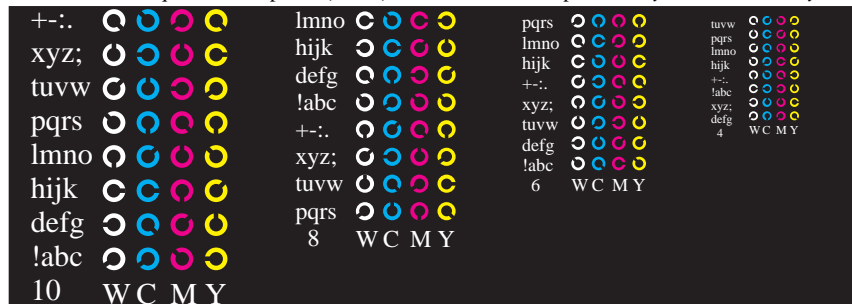 +-:.
xyz;
tuvw
pqrs
lmno
hijk
defg
!abc
10 W C M Y
lmno
hijk
defg
!abc
+-:.
xyz;
tuvw
pqrs
8 W C M Y
pqrs
lmno
hijk
+-:.
xyz;
tuvw
defg
!abc
6 W C M Y
tuvw
pqrs
lmno
hijk
+-:.
!abc
xyz;
defg
4 W C M Y